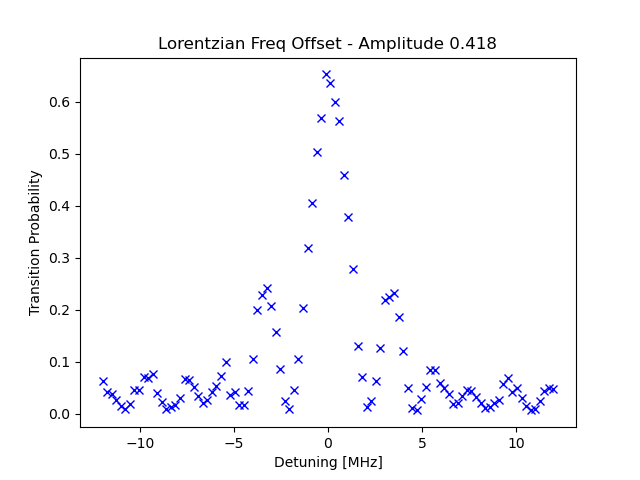 Lorentzian Freq Offset - Amplitude 0.418
Transition Probability
0.6
0.5
0.4
0.3
0.2
0.1
0.0
−10 −5 0 5 10
Detuning [MHz]